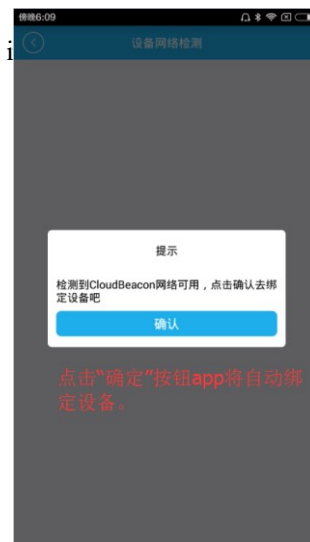 傍晚6:09
i
设备网络检测
提示
检测到CloudBeacon网络可用，点击确认去绑
定设备吧
确认
点击“确定”按钮app将自动绑
定设备。